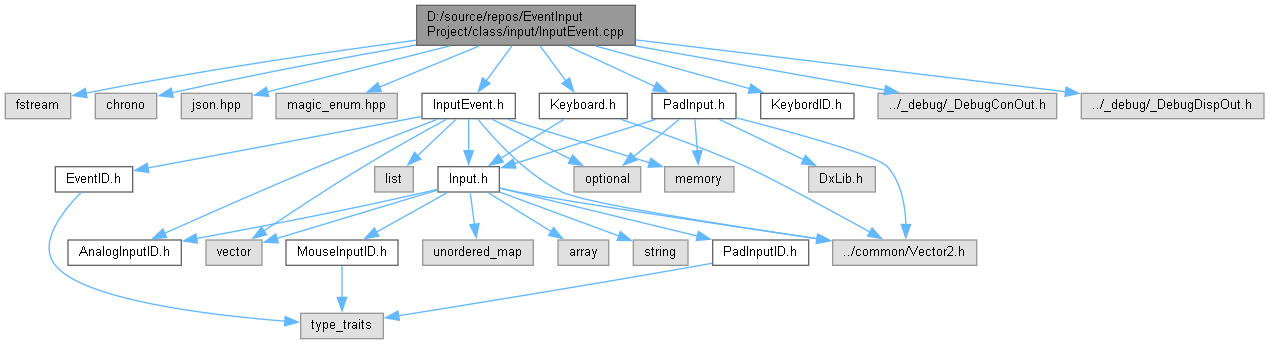 D:/source/repos/EventInput
Project/class/input/InputEvent.cpp
fstream
chrono
json.hpp
magic_enum.hpp
InputEvent.h
Keyboard.h
PadInput.h
KeybordID.h
../_debug/_DebugConOut.h
../_debug/_DebugDispOut.h
EventID.h
list
Input.h
optional
memory
DxLib.h
AnalogInputID.h
vector
MouseInputID.h
unordered_map
array
string
PadInputID.h
../common/Vector2.h
type_traits